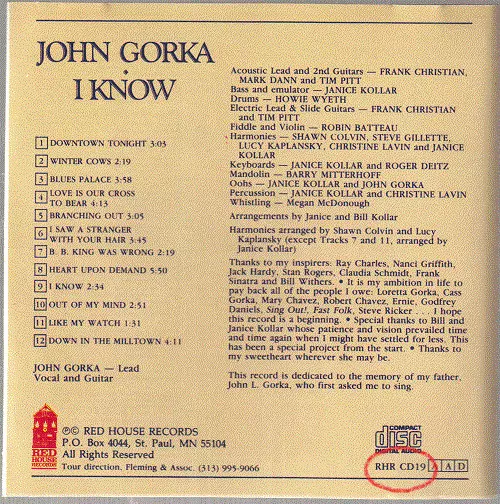 JOHN GORKA
•
I KNOW
1 DOWNTOWN TONIGHT 3:03
2 WINTER COWS 2:19
3 BLUES PALACE 3:58
4 LOVE IS OUR CROSS
TO BEAR 4:13
5 BRANCHING OUT 3:05
6 I SAW A STRANGER
WITH YOUR HAIR 3:45
7 B. B. KING WAS WRONG 2:19
8 HEART UPON DEMAND 5:50
9 I KNOW 2:34
10 OUT OF MY MIND 2:51
11 LIKE MY WATCH 1:31
12 DOWN IN THE MILLTOWN 4:11
JOHN GORKA — Lead
Vocal and Guitar
Acoustic Lead and 2nd Guitars — FRANK CHRISTIAN,
MARK DANN and TIM PITT
Bass and emulator — JANICE KOLLAR
Drums — HOWIE WYETH
Electric Lead & Slide Guitars — FRANK CHRISTIAN
and TIM PITT
Fiddle and Violin — ROBIN BATTEAU
Harmonies — SHAWN COLVIN, STEVE GILLETTE,
LUCY KAPLANSKY, CHRISTINE LAVIN and JANICE
KOLLAR
Keyboards — JANICE KOLLAR and ROGER DEITZ
Mandolin — BARRY MITTERHOFF
Oohs — JANICE KOLLAR and JOHN GORKA
Percussion — JANICE KOLLAR and CHRISTINE LAVIN
Whistling — Megan McDonough
Arrangements by Janice and Bill Kollar
Harmonies arranged by Shawn Colvin and Lucy
Kaplansky (except Tracks 7 and 11, arranged by
Janice Kollar)
Thanks to my inspirers: Ray Charles, Nanci Griffith,
Jack Hardy, Stan Rogers, Claudia Schmidt, Frank
Sinatra and Bill Withers. • It is my ambition in life to
pay back all of the people I owe: Loretta Gorka, Cass
Gorka, Mary Chavez, Robert Chavez, Ernie, Godfrey
Daniels, Sing Out!, Fast Folk, Steve Ricker . . . I hope
this record is a beginning. • Special thanks to Bill and
Janice Kollar whose patience and vision prevailed time
and time again when I might have settled for less. This
has been a special project from the start. • Thanks to
my sweetheart wherever she may be.
This record is dedicated to the memory of my father,
John L. Gorka, who first asked me to sing.
RED
HOUSE
RECORDS
℗© RED HOUSE RECORDS
P.O. Box 4044, St. Paul, MN 55104
All Rights Reserved
Tour direction. Fleming & Assoc. (313) 995-9066
COMPACT
disc
DIGITAL AUDIO
RHR CD19 A A D